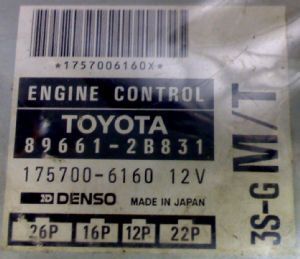 *1757006160X*
ENGINE CONTROL
TOYOTA
89661-2B831
175700-6160 12V
DENSO MADE IN JAPAN
26P 16P 12P 22P
3S-G M/T